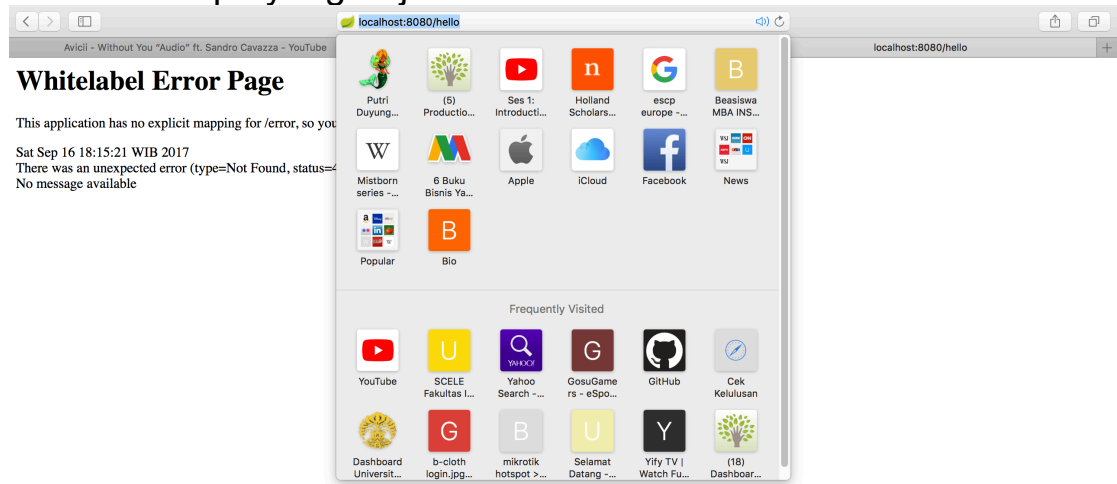 localhost:8080/hello
Avicii - Without You “Audio” ft. Sandro Cavazza - YouTube
localhost:8080/hello
Whitelabel Error Page
This application has no explicit mapping for /error, so you
Sat Sep 16 18:15:21 WIB 2017
There was an unexpected error (type=Not Found, status=4
No message available
n
G
B
Putri Duyung...
(5) Productio...
Ses 1: Introducti...
Holland Scholars...
escp europe -...
Beasiswa MBA INS...
W
f
WSJ
CNN
WSJ
Mistborn series -...
6 Buku Bisnis Ya...
Apple
iCloud
Facebook
News
a
in
W
B
Popular
Bio
Frequently Visited
U
YAHOO!
G
YouTube
SCELE Fakultas I...
Yahoo Search -...
GosuGame rs - eSpo...
GitHub
Cek Kelulusan
G
B
U
Y
Dashboard Universit...
b-cloth login.jpg...
mikrotik hotspot >...
Selamat Datang -...
Yify TV | Watch Fu...
(18) Dashboar...